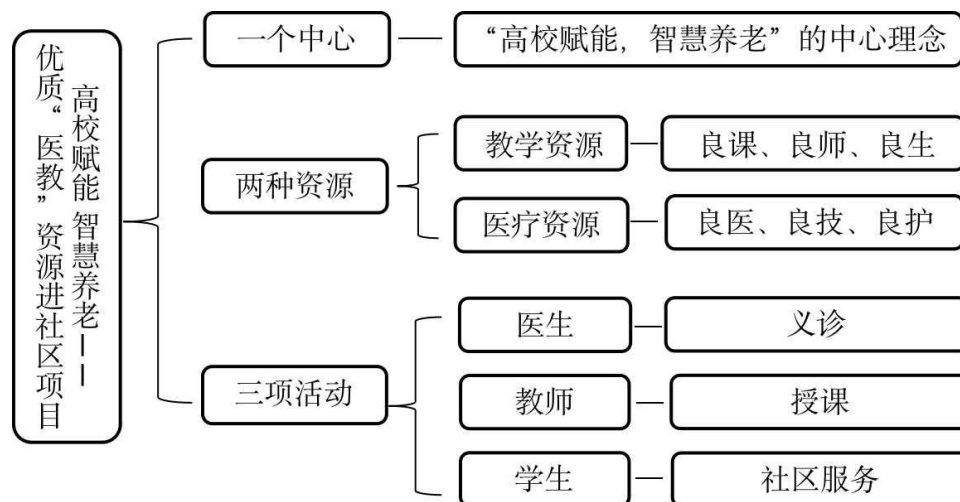 高校赋能 智慧养老——
优质“医教”资源进社区项目
一个中心
“高校赋能，智慧养老”的中心理念
两种资源
教学资源
良课、良师、良生
医疗资源
良医、良技、良护
三项活动
医生
义诊
教师
授课
学生
社区服务